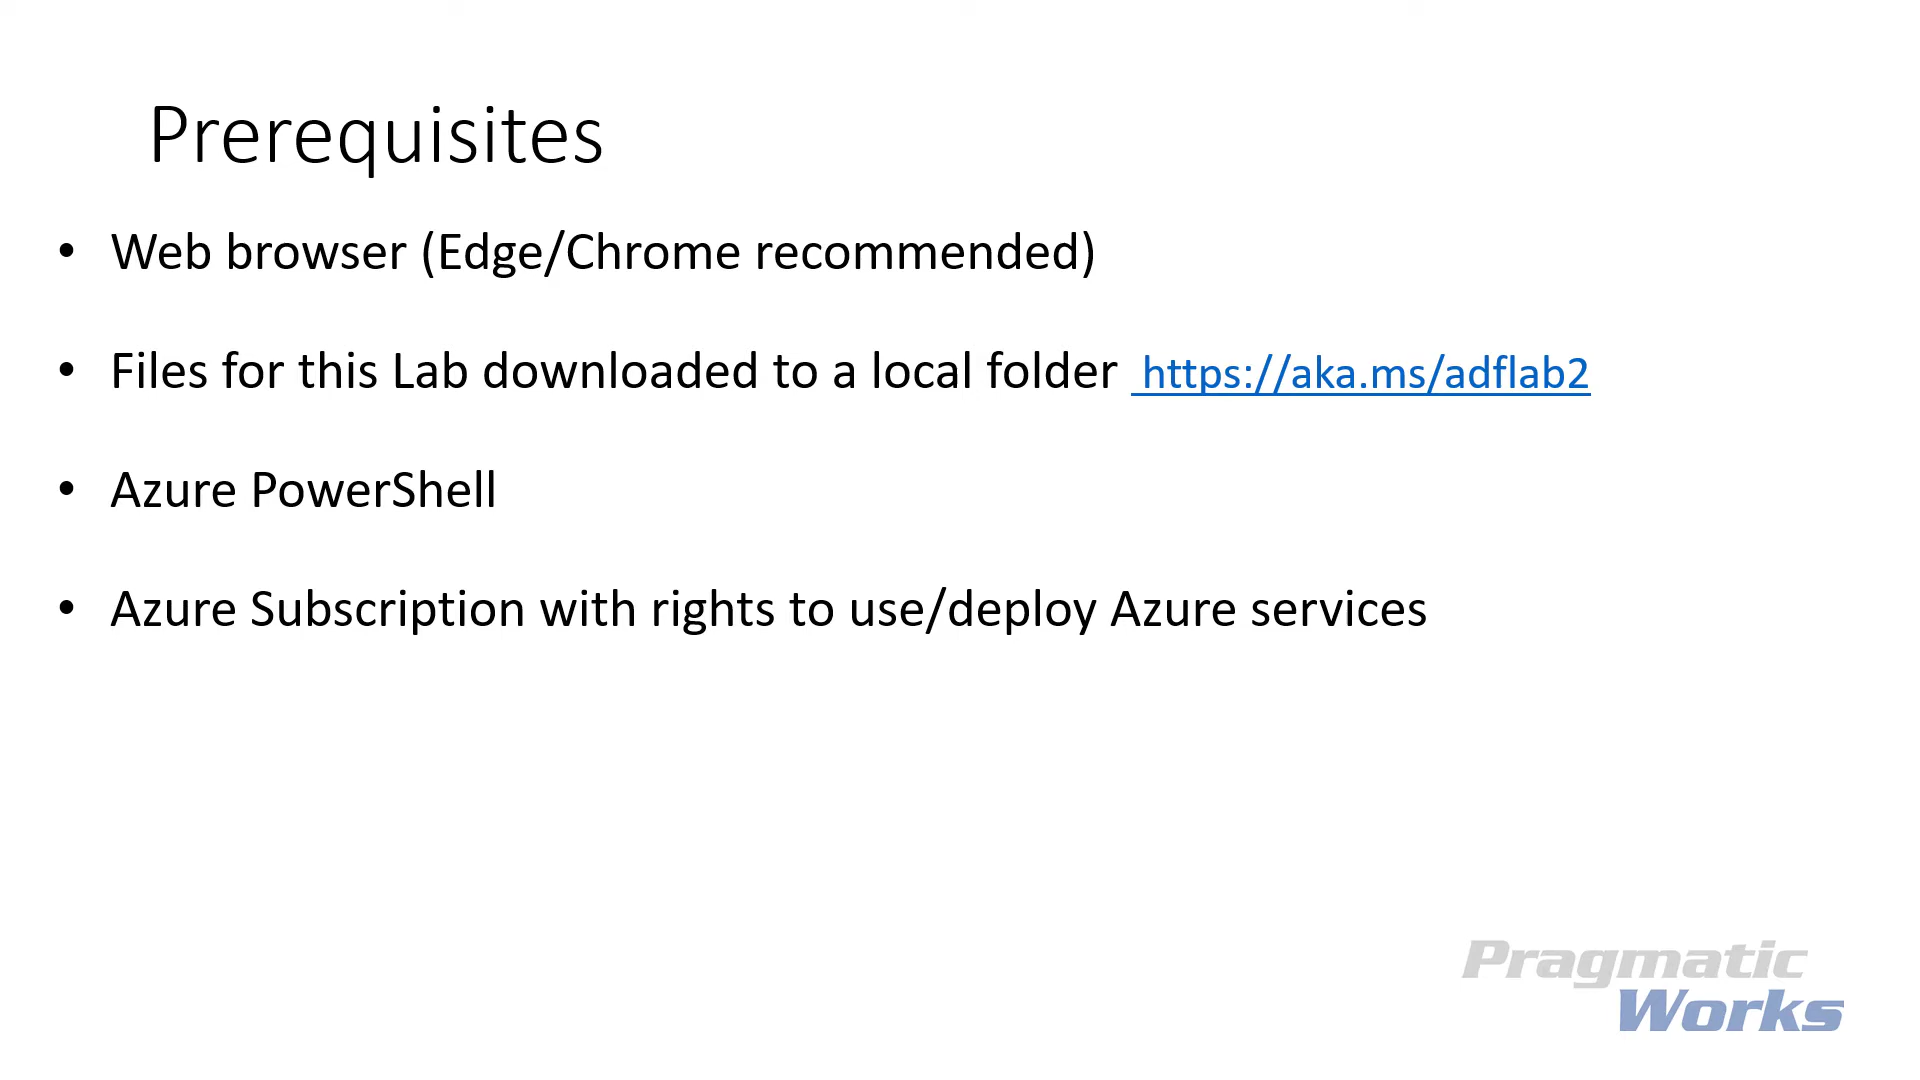 Prerequisites
• Web browser (Edge/Chrome recommended)
• Files for this Lab downloaded to a local folder https://aka.ms/adflab2
• Azure PowerShell
• Azure Subscription with rights to use/deploy Azure services
Pragmatic
Works